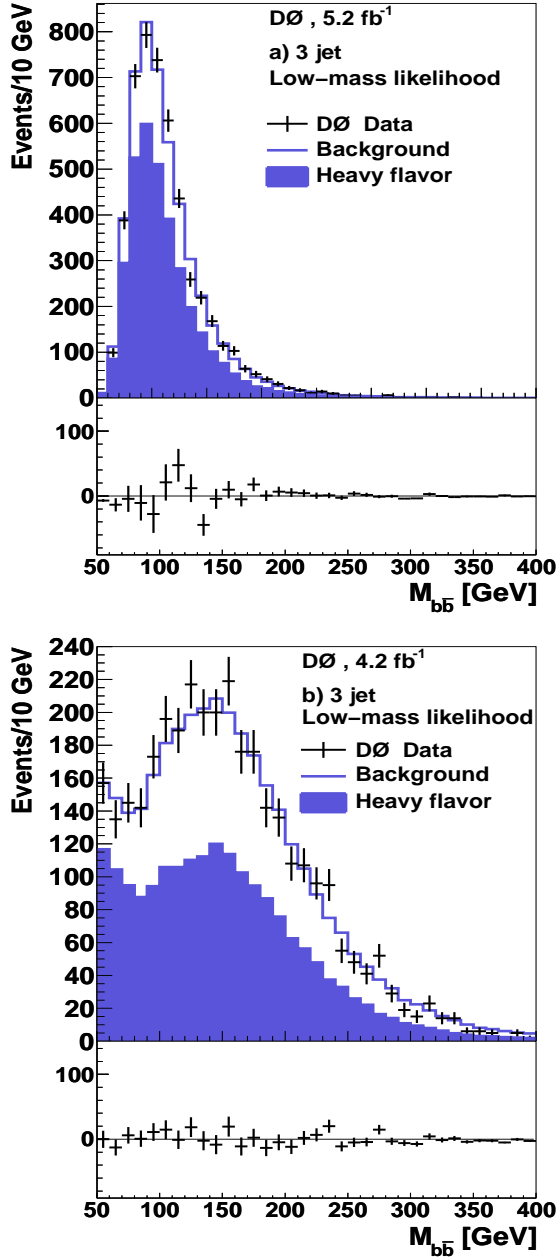 DØ , 5.2 fb-1
a) 3 jet
Low-mass likelihood
DØ Data
Background
Heavy flavor
Events/10 GeV
800
700
600
500
400
300
200
100
0
100
0
50 100 150 200 250 300 350 400
Mbb̅ [GeV]
DØ , 4.2 fb-1
b) 3 jet
Low-mass likelihood
DØ Data
Background
Heavy flavor
Events/10 GeV
240
220
200
180
160
140
120
100
80
60
40
20
0
100
0
50 100 150 200 250 300 350 400
Mbb̅ [GeV]